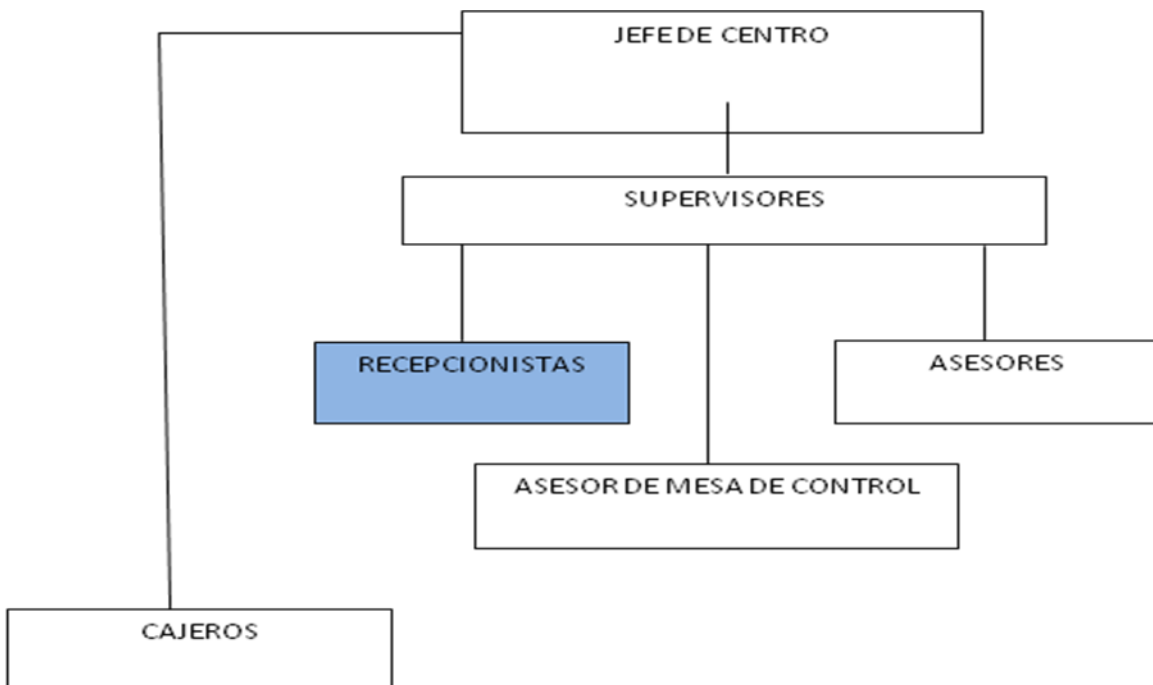 JEFE DE CENTRO
SUPERVISORES
RECEPCIONISTAS
ASESORES
ASESOR DE MESA DE CONTROL
CAJEROS